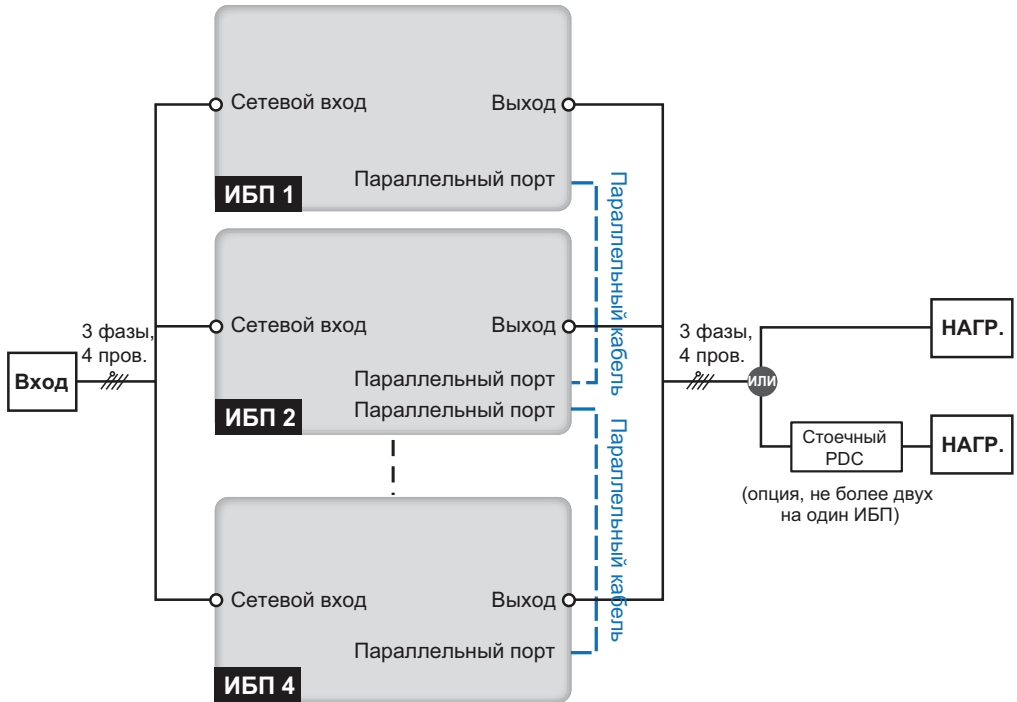 Сетевой вход
Выход
Параллельный порт
ИБП 1
Параллельный кабель
Сетевой вход
Выход
Параллельный порт
Параллельный порт
ИБП 2
Параллельный кабель
3 фазы,
4 пров.
Вход
3 фазы,
4 пров.
ИЛИ
НАГР.
Стоечный
PDC
НАГР.
(опция, не более двух
на один ИБП)
Сетевой вход
Выход
Параллельный порт
ИБП 4